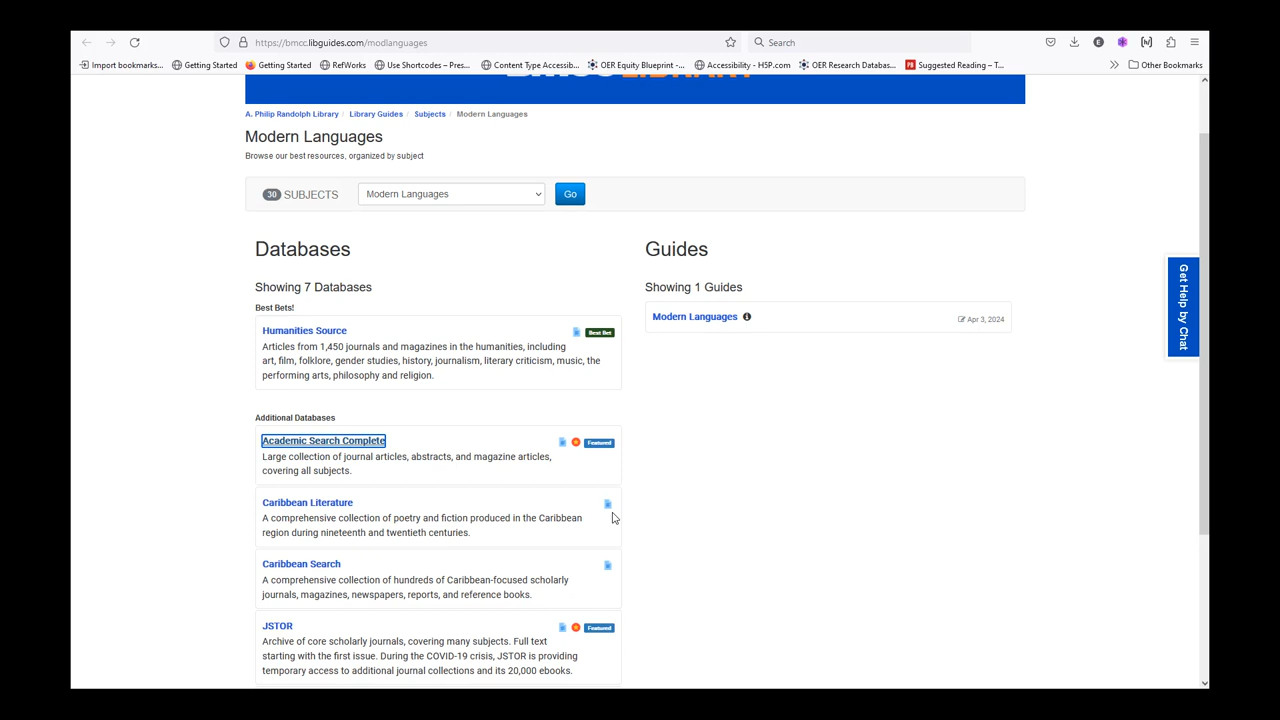 https://bmcc.libguides.com/modlanguages
Search
Import bookmarks...
Getting Started
Getting Started
RefWorks
Use Shortcodes – Pres...
Content Type Accessib...
OER Equity Blueprint -...
Accessibility - H5P.com
OER Research Databas...
Suggested Reading – T...
Other Bookmarks
A. Philip Randolph Library / Library Guides / Subjects / Modern Languages
Modern Languages
Browse our best resources, organized by subject
30 SUBJECTS
Modern Languages
Go
Databases
Showing 7 Databases
Best Bets!
Humanities Source
Best Bet
Articles from 1,450 journals and magazines in the humanities, including
art, film, folklore, gender studies, history, journalism, literary criticism, music, the
performing arts, philosophy and religion.
Additional Databases
Academic Search Complete
Featured
Large collection of journal articles, abstracts, and magazine articles,
covering all subjects.
Caribbean Literature
A comprehensive collection of poetry and fiction produced in the Caribbean
region during nineteenth and twentieth centuries.
Caribbean Search
A comprehensive collection of hundreds of Caribbean-focused scholarly
journals, magazines, newspapers, reports, and reference books.
JSTOR
Featured
Archive of core scholarly journals, covering many subjects. Full text
starting with the first issue. During the COVID-19 crisis, JSTOR is providing
temporary access to additional journal collections and its 20,000 ebooks.
Guides
Showing 1 Guides
Modern Languages
Apr 3, 2024
Get Help by Chat